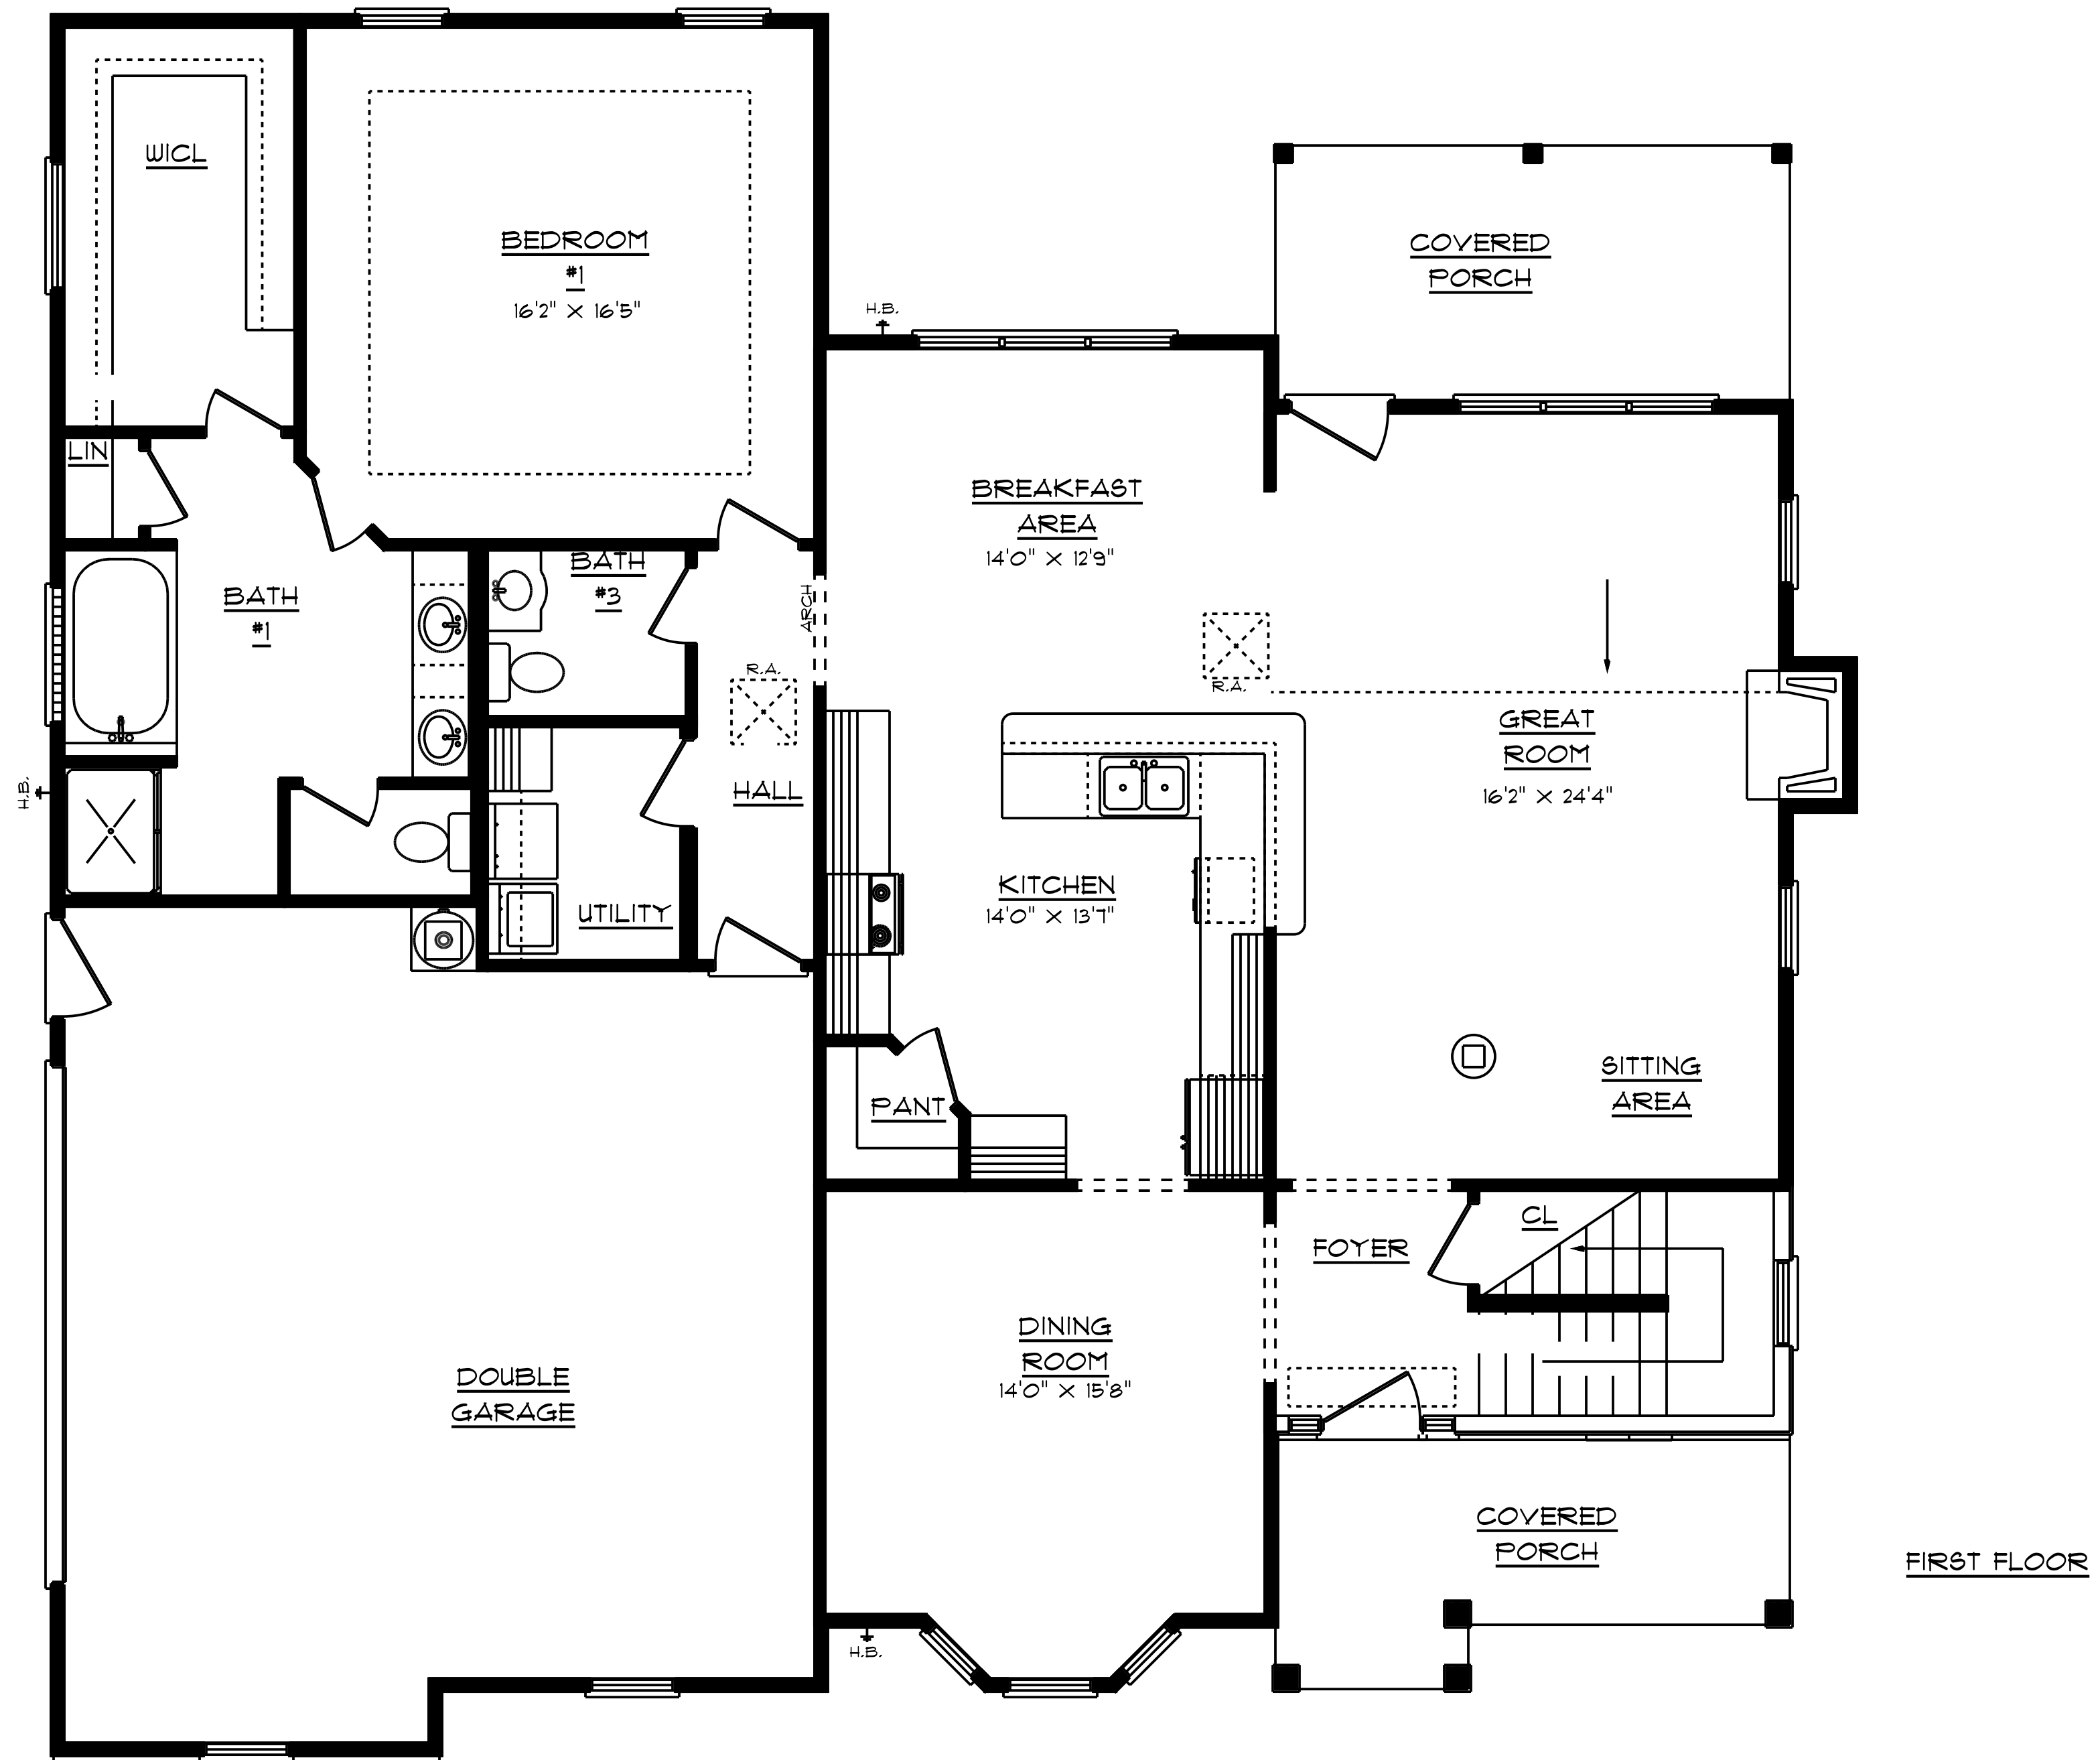 WICL
BEDROOM
#1
16'2" X 16'5"
COVERED
PORCH
H.B.
LIN
BREAKFAST
AREA
14'0" X 12'9"
BATH
#1
BATH
#3
ARCH
R.A.
R.A.
GREAT
ROOM
16'2" X 24'4"
H.B.
HALL
KITCHEN
14'0" X 13'7"
UTILITY
SITTING
AREA
PANT
CL
FOYER
DINING
ROOM
14'0" X 15'8"
DOUBLE
GARAGE
COVERED
PORCH
FIRST FLOOR
H.B.